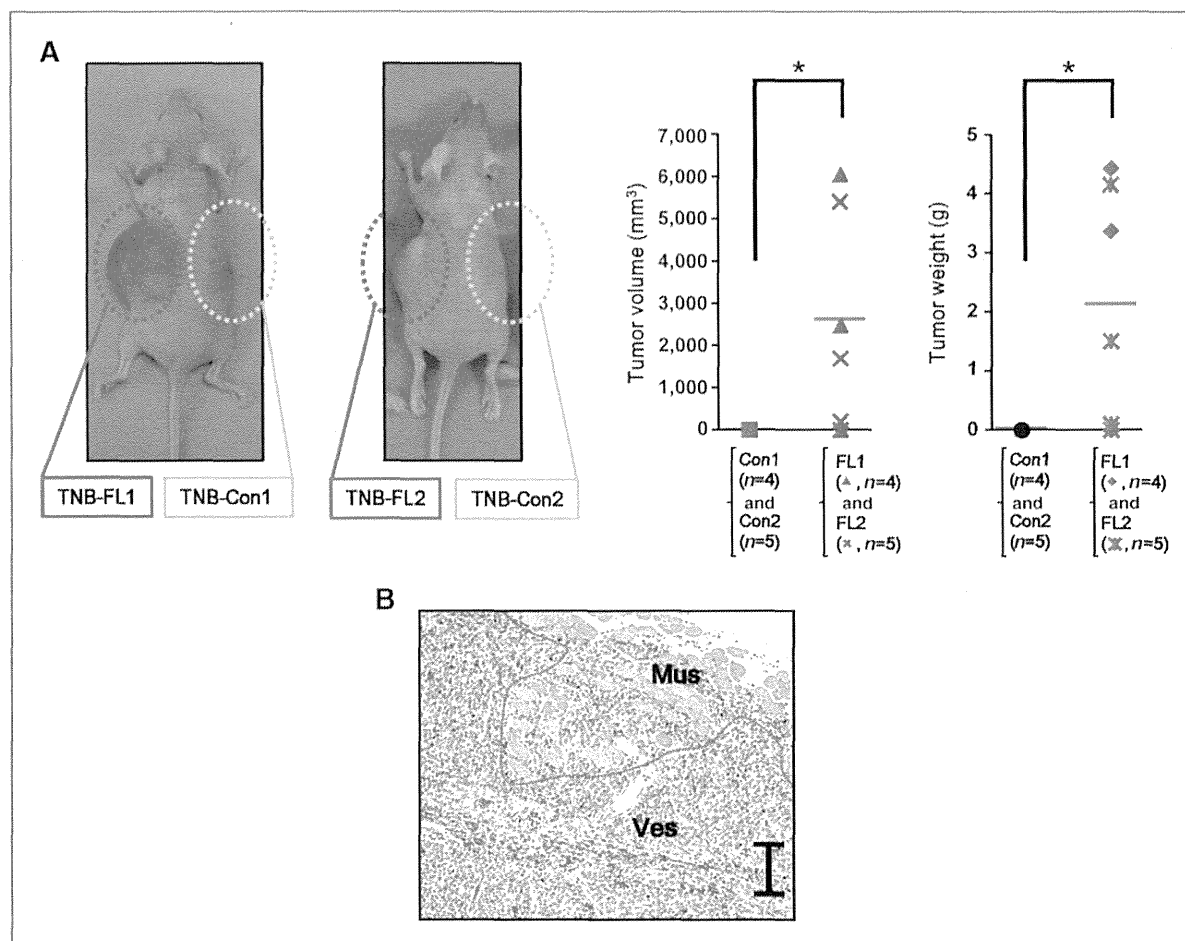 A
TNB-FL1
TNB-Con1
TNB-FL2
TNB-Con2
*
Tumor volume (mm³)
7,000
6,000
5,000
4,000
3,000
2,000
1,000
0
Con1
(n=4)
and
Con2
(n=5)
FL1
(▲, n=4)
and
FL2
(×, n=5)
*
Tumor weight (g)
5
4
3
2
1
0
Con1
(n=4)
and
Con2
(n=5)
FL1
(◆, n=4)
and
FL2
(ж, n=5)
B
Mus
Ves